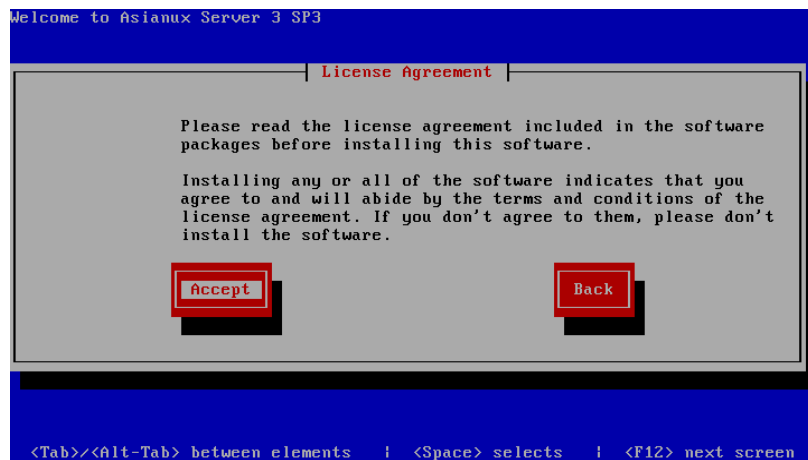 Welcome to Asianux Server 3 SP3
License Agreement
Please read the license agreement included in the software
packages before installing this software.
Installing any or all of the software indicates that you
agree to and will abide by the terms and conditions of the
license agreement. If you don't agree to them, please don't
install the software.
Accept Back
<Tab>/<Alt-Tab> between elements | <Space> selects | <F12> next screen